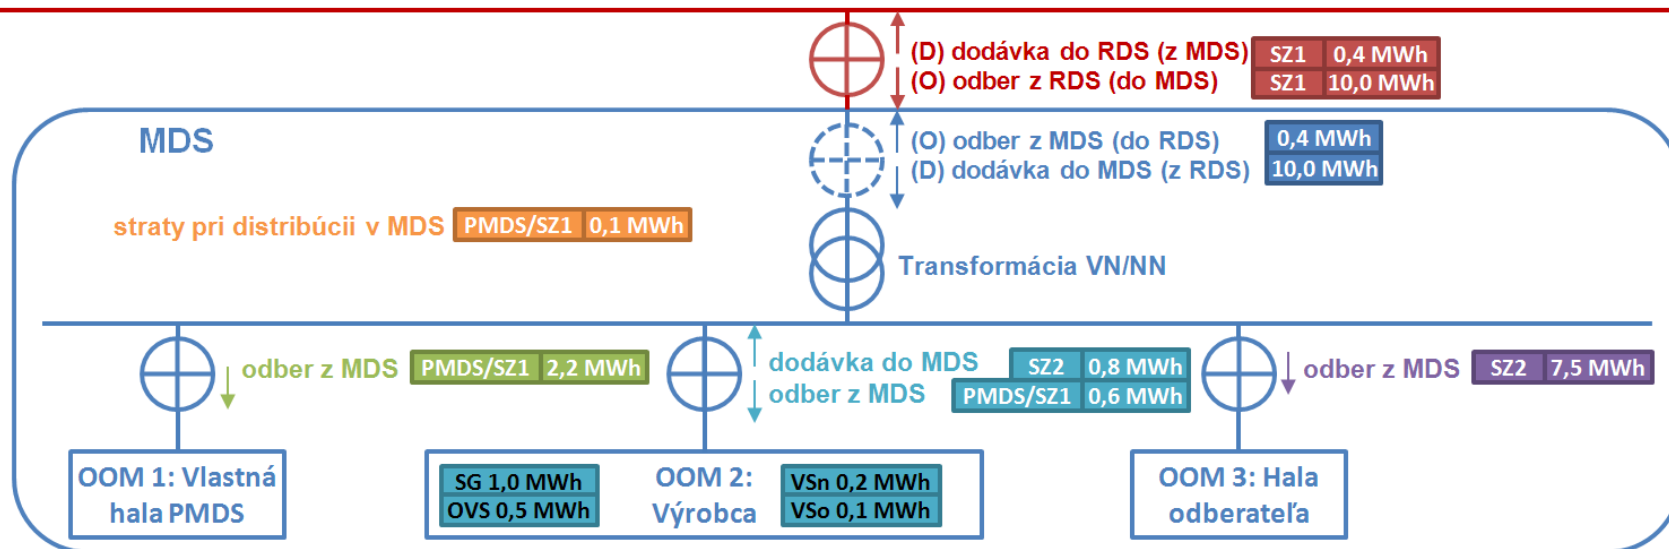 (D) dodávka do RDS (z MDS) SZ1 0,4 MWh
(O) odber z RDS (do MDS) SZ1 10,0 MWh
MDS
(O) odber z MDS (do RDS) 0,4 MWh
(D) dodávka do MDS (z RDS) 10,0 MWh
straty pri distribúcii v MDS PMDS/SZ1 0,1 MWh
Transformácia VN/NN
odber z MDS PMDS/SZ1 2,2 MWh
dodávka do MDS SZ2 0,8 MWh
odber z MDS PMDS/SZ1 0,6 MWh
odber z MDS SZ2 7,5 MWh
OOM 1: Vlastná
hala PMDS
SG 1,0 MWh
OVS 0,5 MWh
OOM 2:
Výrobca
VSn 0,2 MWh
VSo 0,1 MWh
OOM 3: Hala
odberateľa